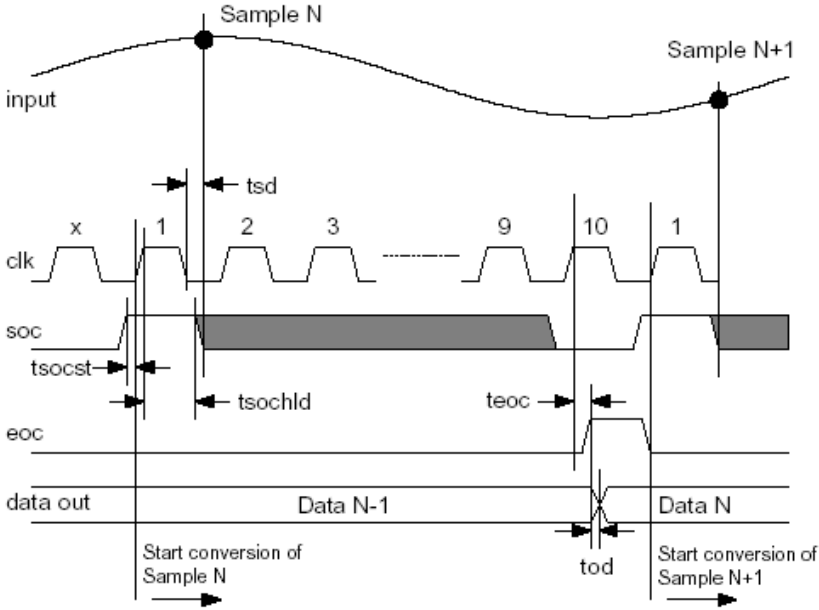 Sample N
Sample N+1
input
tsd
x 1 2 3 9 10 1
clk
soc
tsocst
tsochld
teoc
eoc
data out Data N-1 Data N
Start conversion of
Sample N
tod
Start conversion of
Sample N+1